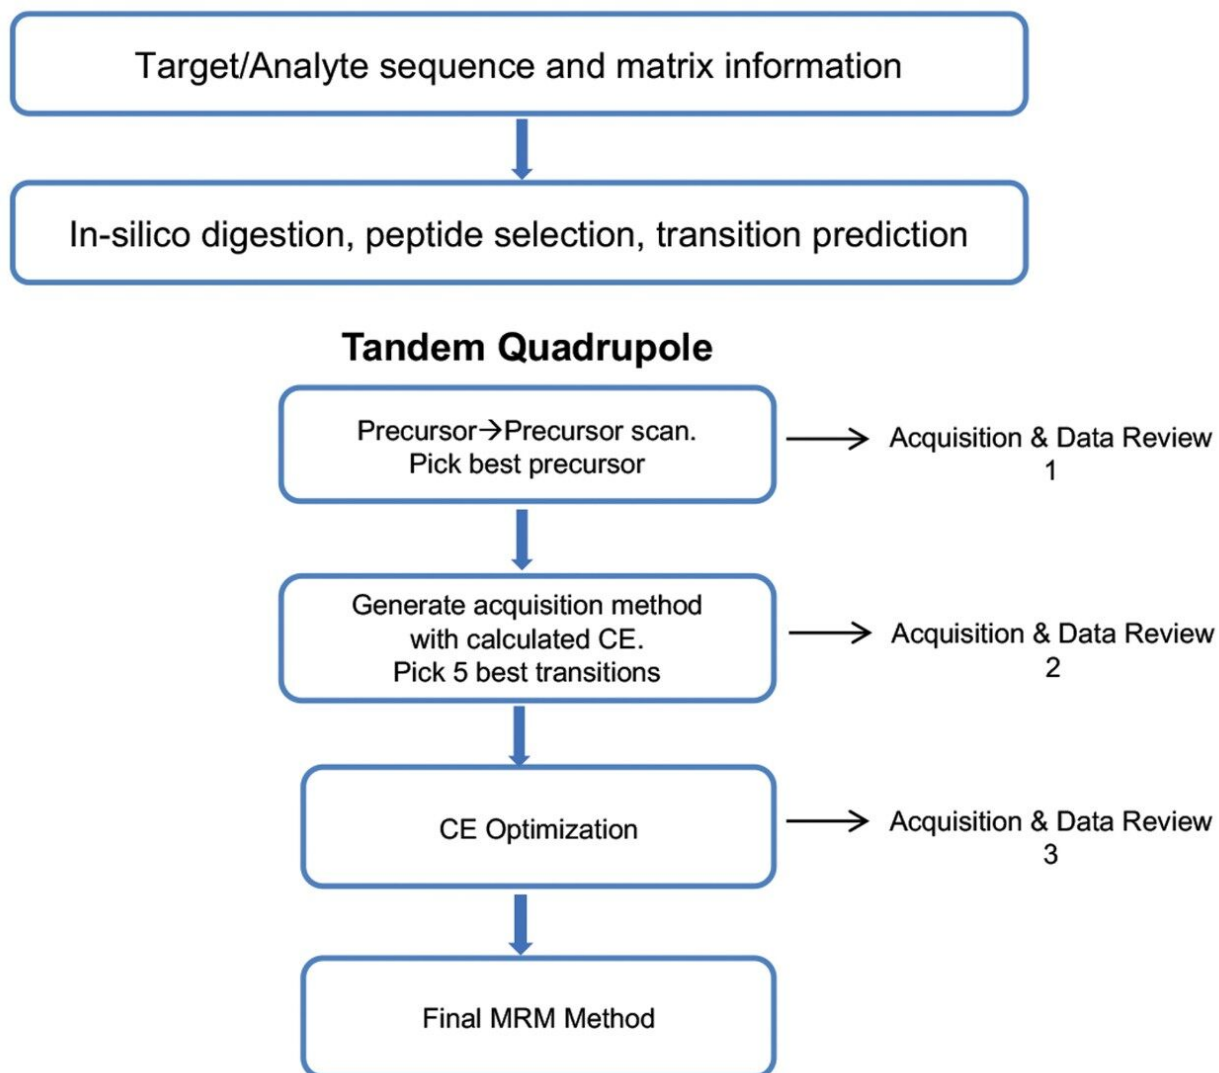 Target/Analyte sequence and matrix information
In-silico digestion, peptide selection, transition prediction
Tandem Quadrupole
Precursor→Precursor scan.
Pick best precursor
Acquisition & Data Review
1
Generate acquisition method
with calculated CE.
Pick 5 best transitions
Acquisition & Data Review
2
CE Optimization
Acquisition & Data Review
3
Final MRM Method